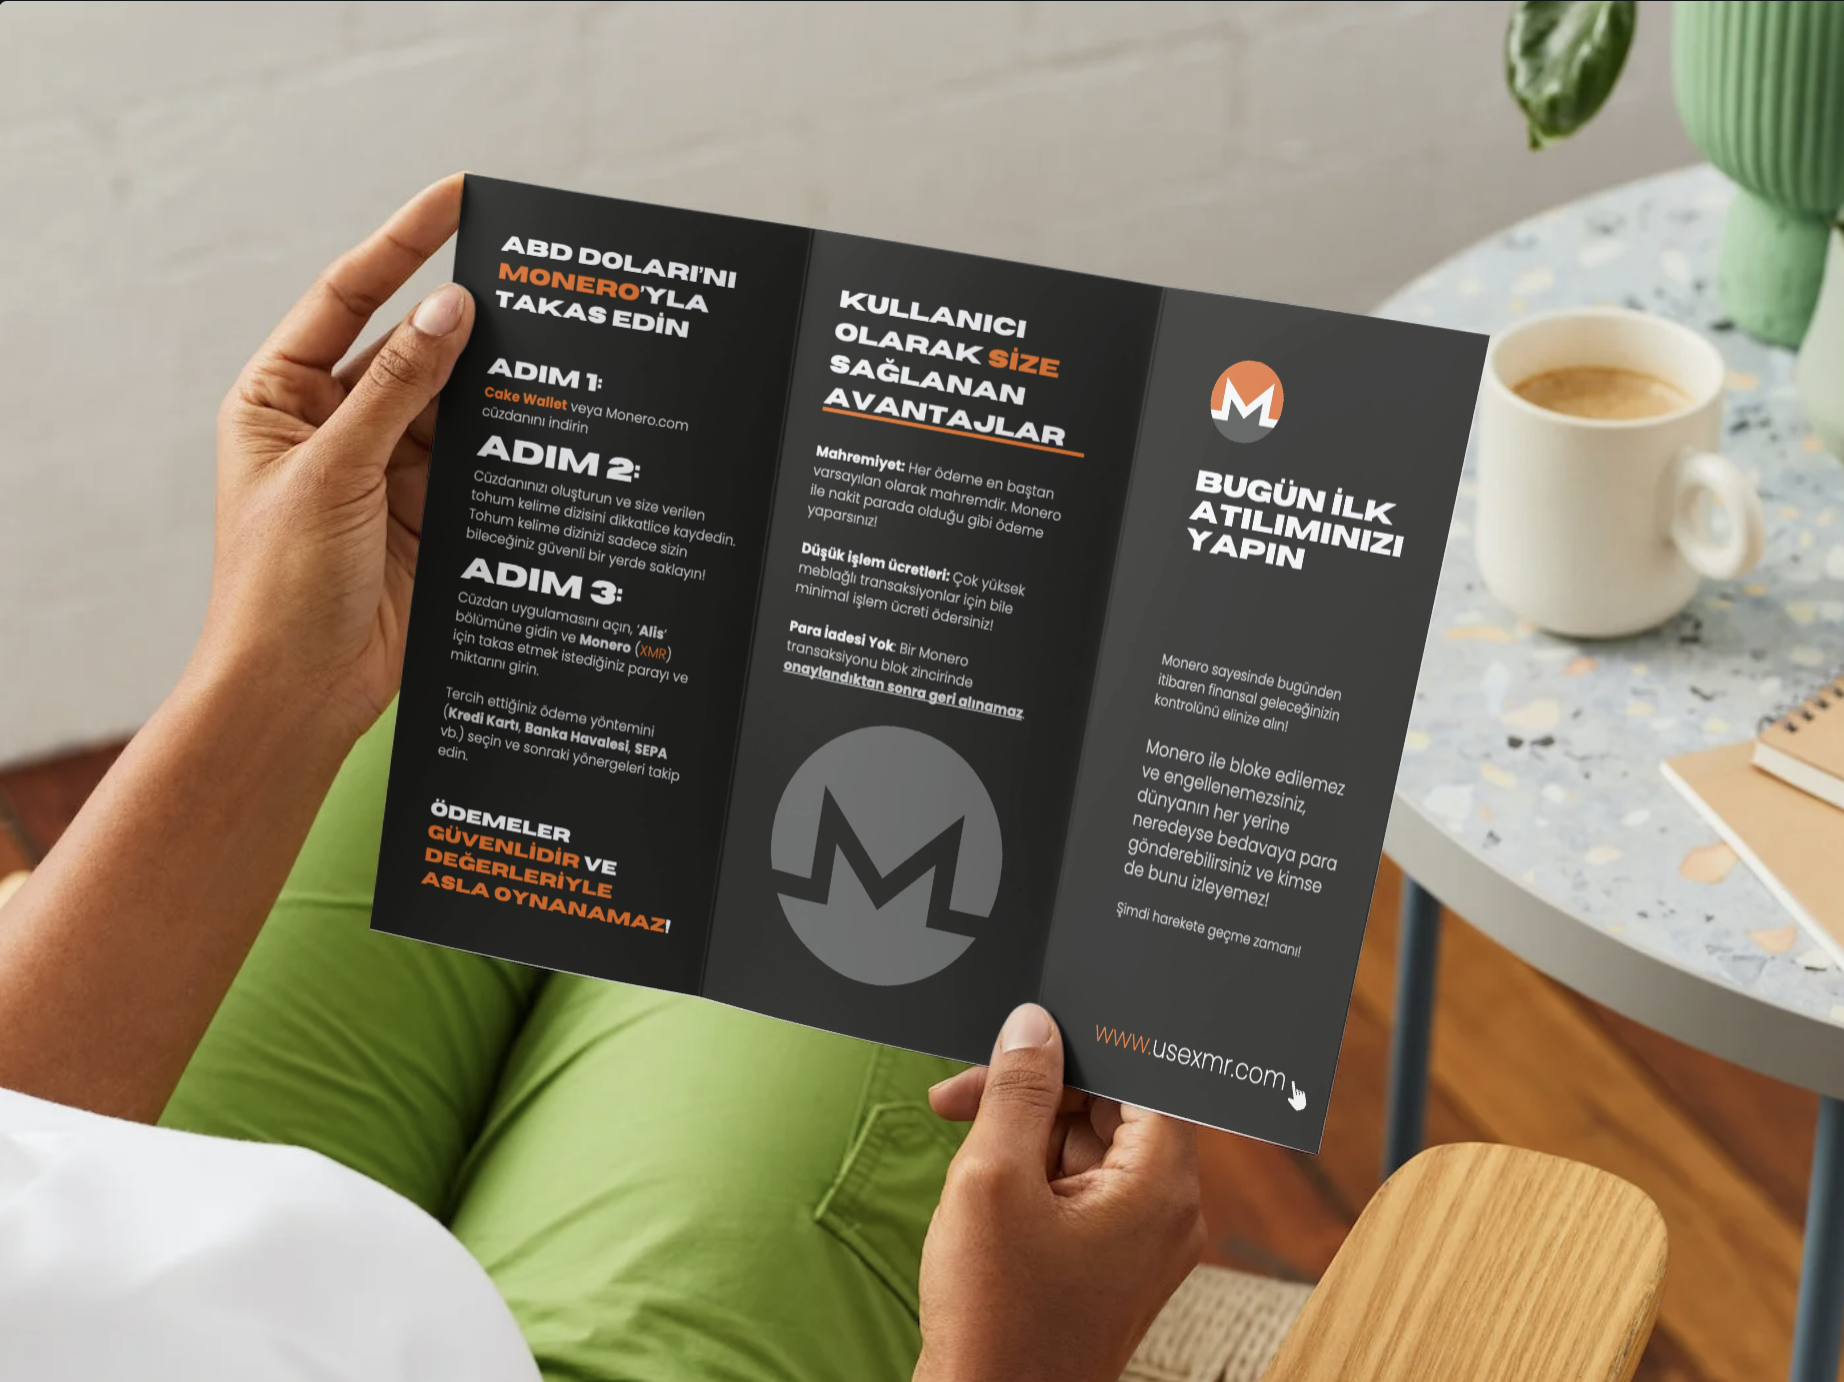 ABD DOLARI'NI
MONERO'YLA
TAKAS EDİN
ADIM 1:
Cake Wallet veya Monero.com
cüzdanını indirin
ADIM 2:
Cüzdanınızı oluşturun ve size verilen
tohum kelime dizisini dikkatlice kaydedin.
Tohum kelime dizinizi sadece sizin
bileceğiniz güvenli bir yerde saklayın!
ADIM 3:
Cüzdan uygulamasını açın, 'Alis'
bölümüne gidin ve Monero (XMR)
için takas etmek istediğiniz parayı ve
miktarını girin.
Tercih ettiğiniz ödeme yöntemini
(Kredi Kartı, Banka Havalesi, SEPA
vb.) seçin ve sonraki yönergeleri takip
edin.
ÖDEMELER
GÜVENLİDİR VE
DEĞERLERİYLE
ASLA OYNANAMAZ!
KULLANICI
OLARAK SİZE
SAĞLANAN
AVANTAJLAR
Mahremiyet: Her ödeme en baştan
varsayılan olarak mahremdir. Monero
ile nakit parada olduğu gibi ödeme
yaparsınız!
Düşük işlem ücretleri: Çok yüksek
meblağlı transaksiyonlar için bile
minimal işlem ücreti ödersiniz!
Para iadesi Yok: Bir Monero
transaksiyonu blok zincirinde
onaylandıktan sonra geri alınamaz
BUGÜN İLK
ATILIMINIZI
YAPIN
Monero sayesinde bugünden
itibaren finansal geleceğinizin
kontrolünü elinize alın!
Monero ile bloke edilemez
ve engellenemezsiniz,
dünyanın her yerine
neredeyse bedavaya para
gönderebilirsiniz ve kimse
de bunu izleyemez!
Şimdi harekete geçme zamanı!
www.usexmr.com